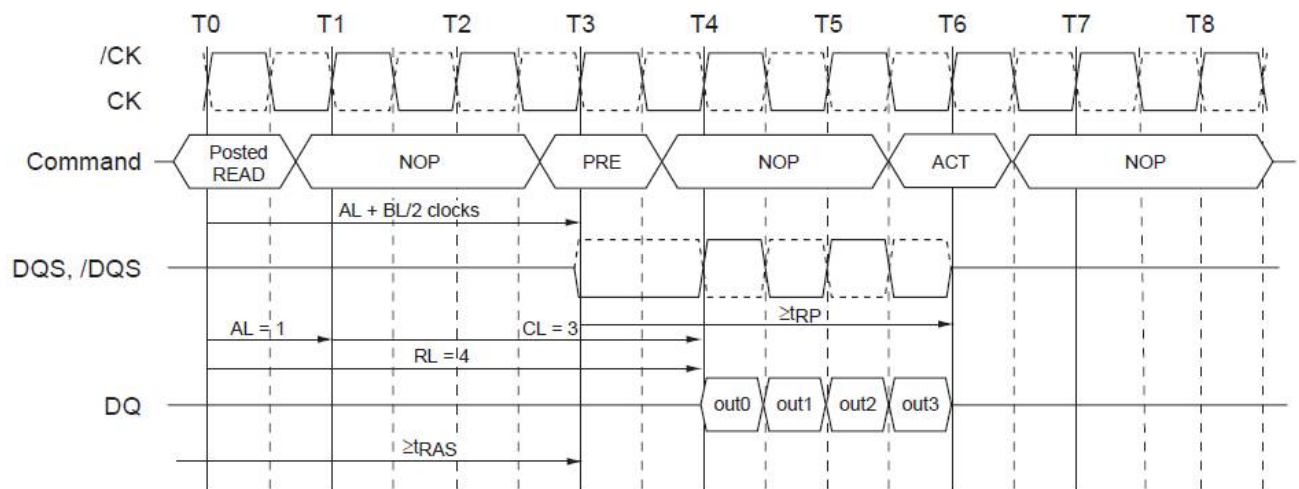 T0 T1 T2 T3 T4 T5 T6 T7 T8
/CK
CK
Command Posted READ NOP PRE NOP ACT NOP
AL + BL/2 clocks
DQS, /DQS
≥tRP
AL = 1 CL = 3
RL = 4
DQ out0 out1 out2 out3
≥tRAS